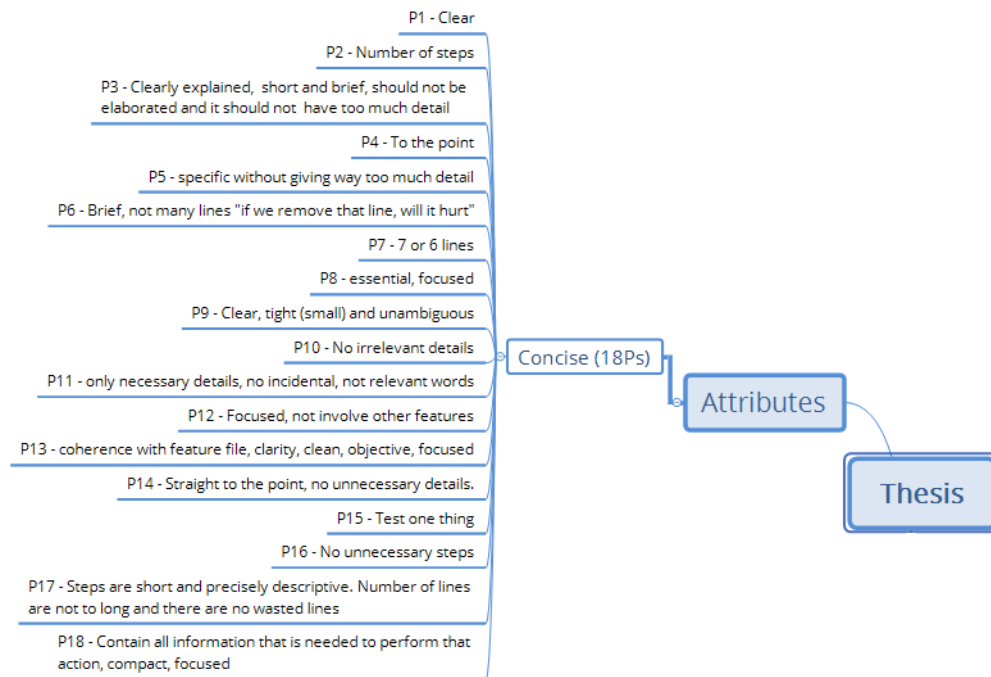 P1 - Clear
P2 - Number of steps
P3 - Clearly explained, short and brief, should not be
elaborated and it should not have too much detail
P4 - To the point
P5 - specific without giving way too much detail
P6 - Brief, not many lines "if we remove that line, will it hurt"
P7 - 7 or 6 lines
P8 - essential, focused
P9 - Clear, tight (small) and unambiguous
P10 - No irrelevant details
P11 - only necessary details, no incidental, not relevant words
P12 - Focused, not involve other features
P13 - coherence with feature file, clarity, clean, objective, focused
P14 - Straight to the point, no unnecessary details.
P15 - Test one thing
P16 - No unnecessary steps
P17 - Steps are short and precisely descriptive. Number of lines
are not to long and there are no wasted lines
P18 - Contain all information that is needed to perform that
action, compact, focused
Concise (18Ps)
Attributes
Thesis